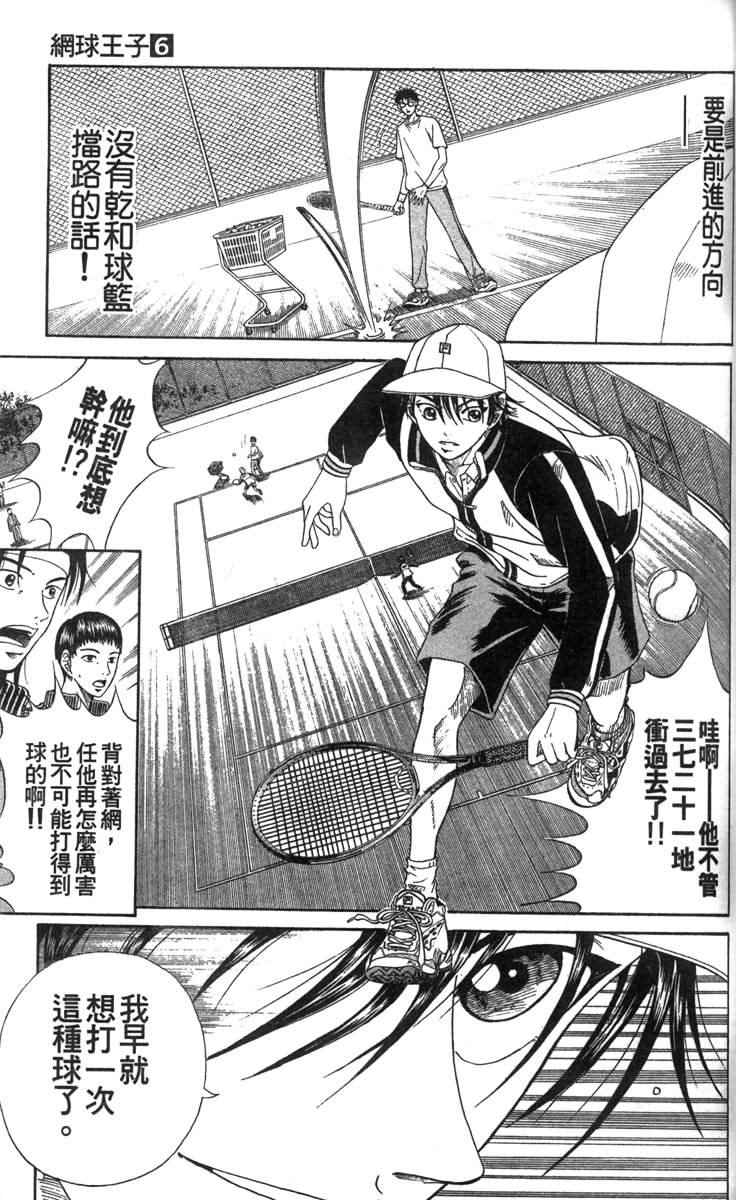 網球王子6
要是前進的方向
——
沒有乾和球籃
擋路的話！
他到底想
幹嘛!?
哇啊——他不管
三七二十一地
衝過去了!!
背對著網，
任他再怎麼厲害
也不可能打得到
球的啊!!
我早就
想打一次
這種球了。